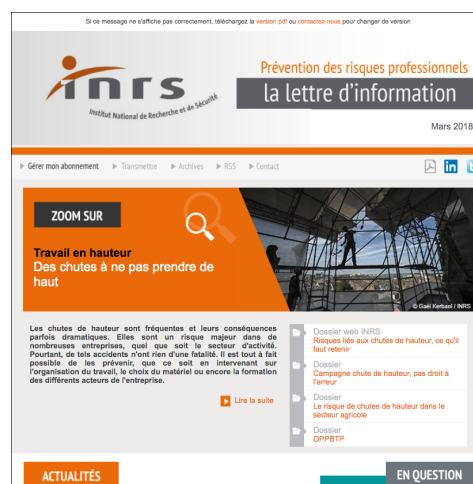 Si ce message ne s'affiche pas correctement, téléchargez la version pdf ou contactez-nous pour changer de version
inrs
Institut National de Recherche et de Sécurité
Prévention des risques professionnels
la lettre d'information
Mars 2018
Gérer mon abonnement
Transmettre
Archives
RSS
Contact
in
ZOOM SUR
Travail en hauteur
Des chutes à ne pas prendre de
haut
© Gaël Kerbaol / INRS
Les chutes de hauteur sont fréquentes et leurs conséquences
parfois dramatiques. Elles sont un risque majeur dans de
nombreuses entreprises, quel que soit le secteur d'activité.
Pourtant, de tels accidents n'ont rien d'une fatalité. Il est tout à fait
possible de les prévenir, que ce soit en intervenant sur
l'organisation du travail, le choix du matériel ou encore la formation
des différents acteurs de l'entreprise.
Lire la suite
Dossier web INRS
Risques liés aux chutes de hauteur, ce qu'il
faut retenir
Dossier
Campagne chute de hauteur, pas droit à
l'erreur
Dossier
Le risque de chutes de hauteur dans le
secteur agricole
Dossier
OPPBTP
ACTUALITÉS
EN QUESTION